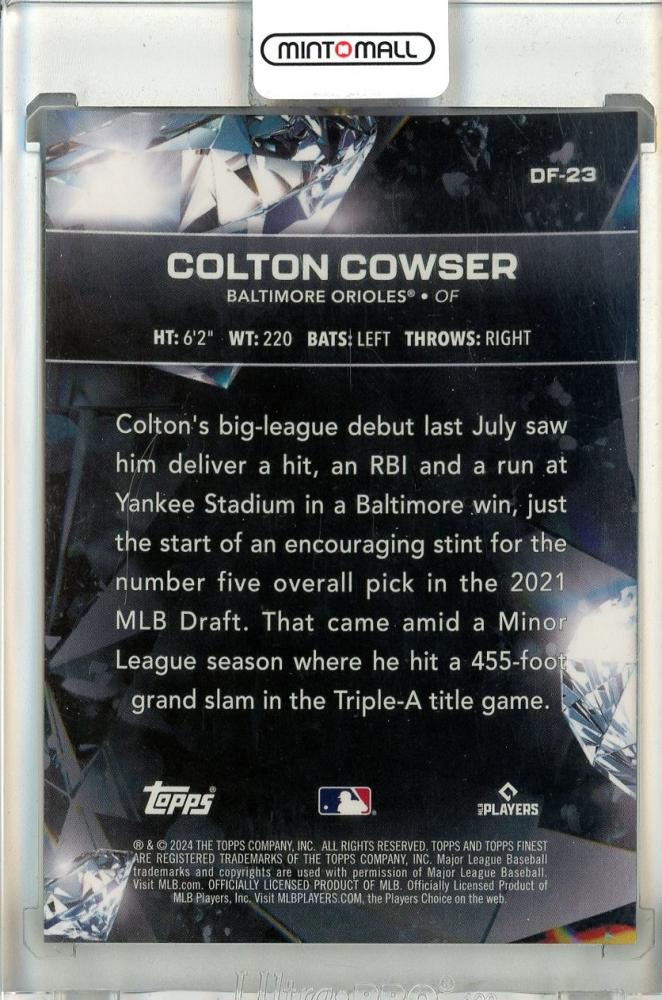 MINTMALL
DF-23
COLTON COWSER
BALTIMORE ORIOLES® • OF
HT: 6'2" WT: 220 BATS: LEFT THROWS: RIGHT
Colton's big-league debut last July saw
him deliver a hit, an RBI and a run at
Yankee Stadium in a Baltimore win, just
the start of an encouraging stint for the
number five overall pick in the 2021
MLB Draft. That came amid a Minor
League season where he hit a 455-foot
grand slam in the Triple-A title game.
Topps®
MLB PLAYERS
® & © 2024 THE TOPPS COMPANY, INC. ALL RIGHTS RESERVED. TOPPS AND TOPPS FINEST
ARE REGISTERED TRADEMARKS OF THE TOPPS COMPANY, INC. Major League Baseball
trademarks and copyrights are used with permission of Major League Baseball.
Visit MLB.com. OFFICIALLY LICENSED PRODUCT OF MLB. Officially Licensed Product of
MLB Players, Inc. Visit MLBPLAYERS.COM, the Players Choice on the web.
Ultra PRO®